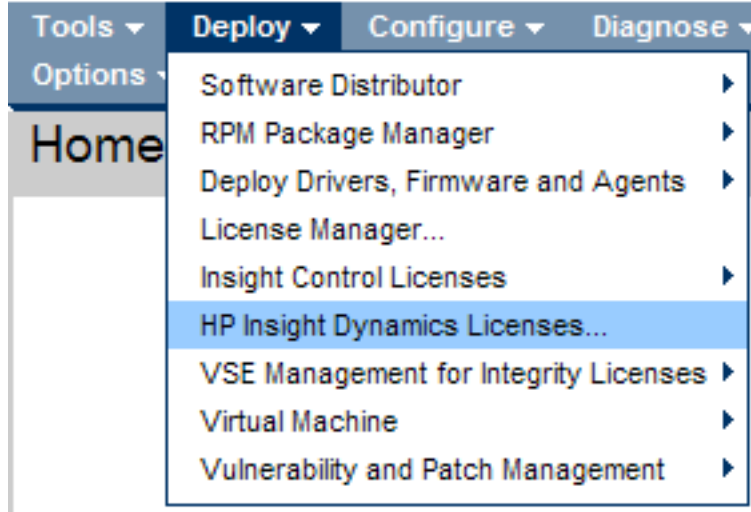 Tools Deploy Configure Diagnose
Options
Home
Software Distributor
RPM Package Manager
Deploy Drivers, Firmware and Agents
License Manager...
Insight Control Licenses
HP Insight Dynamics Licenses...
VSE Management for Integrity Licenses
Virtual Machine
Vulnerability and Patch Management